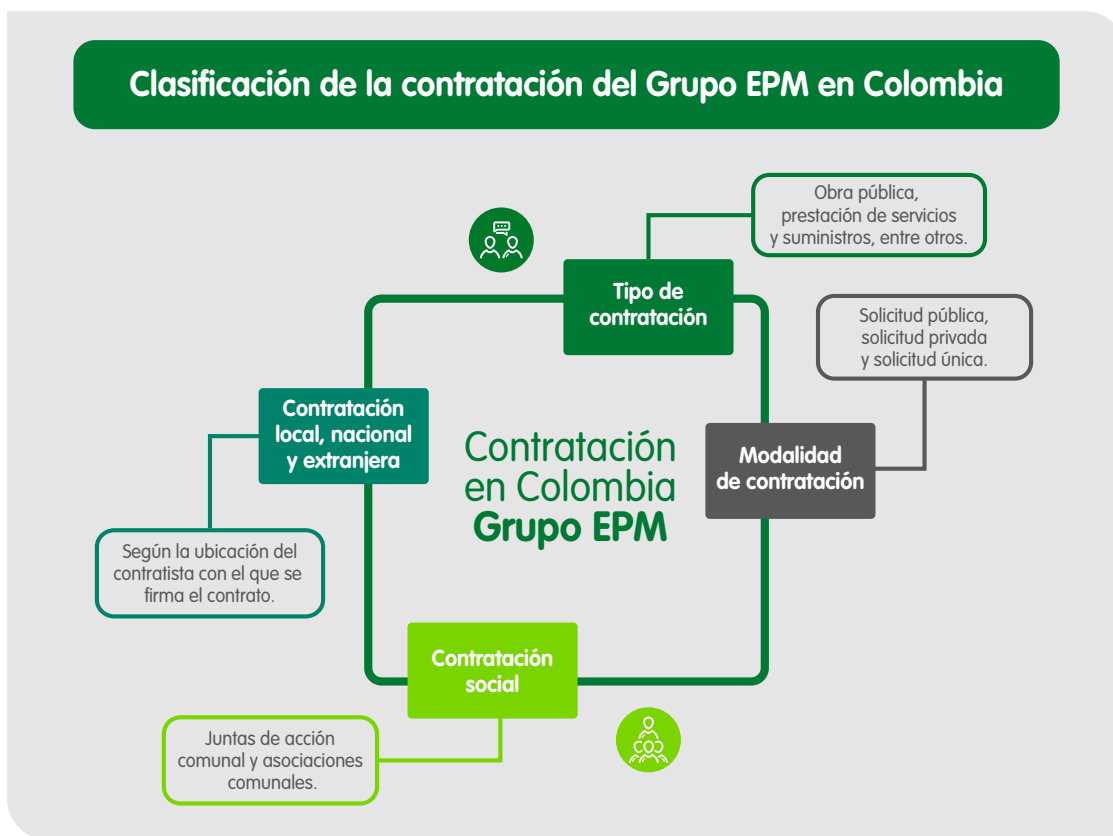 Clasificación de la contratación del Grupo EPM en Colombia
Obra pública,
prestación de servicios
y suministros, entre otros.
Tipo de
contratación
Solicitud pública,
solicitud privada
y solicitud única.
Modalidad
de contratación
Contratación
local, nacional
y extranjera
Según la ubicación del
contratista con el que se
firma el contrato.
Contratación
en Colombia
Grupo EPM
Contratación
social
Juntas de acción
comunal y asociaciones
comunales.